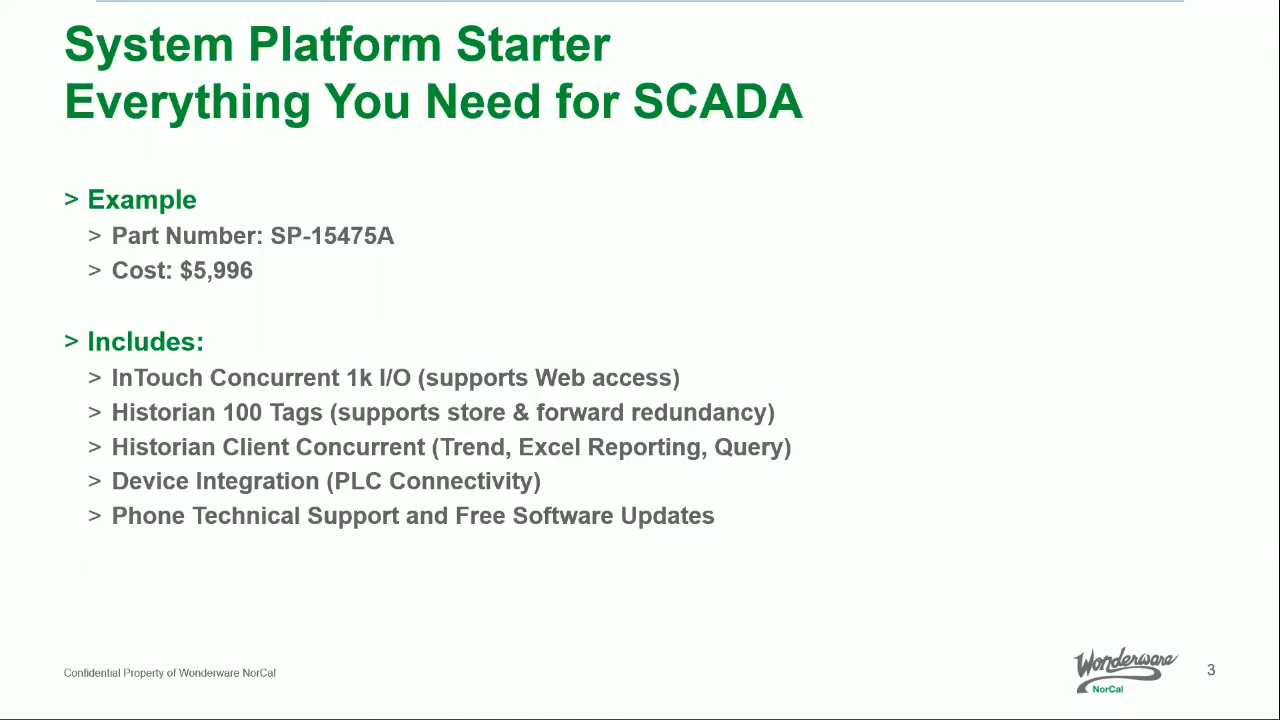 System Platform Starter
Everything You Need for SCADA
> Example
> Part Number: SP-15475A
> Cost: $5,996
> Includes:
> InTouch Concurrent 1k I/O (supports Web access)
> Historian 100 Tags (supports store & forward redundancy)
> Historian Client Concurrent (Trend, Excel Reporting, Query)
> Device Integration (PLC Connectivity)
> Phone Technical Support and Free Software Updates
Confidential Property of Wonderware NorCal
Wonderware
NorCal
3